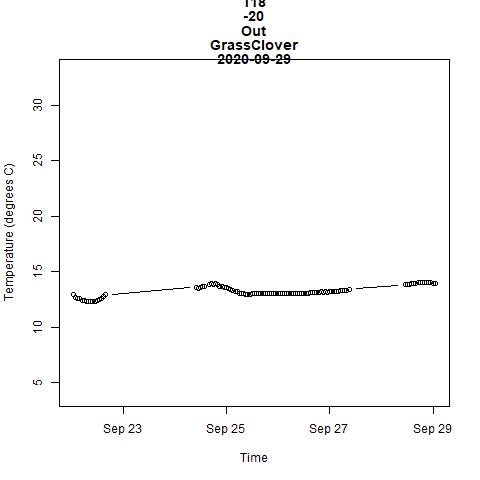 T18
-20
Out
GrassClover
2020-09-29
30
25
20
15
10
5
Temperature (degrees C)
Sep 23 Sep 25 Sep 27 Sep 29
Time